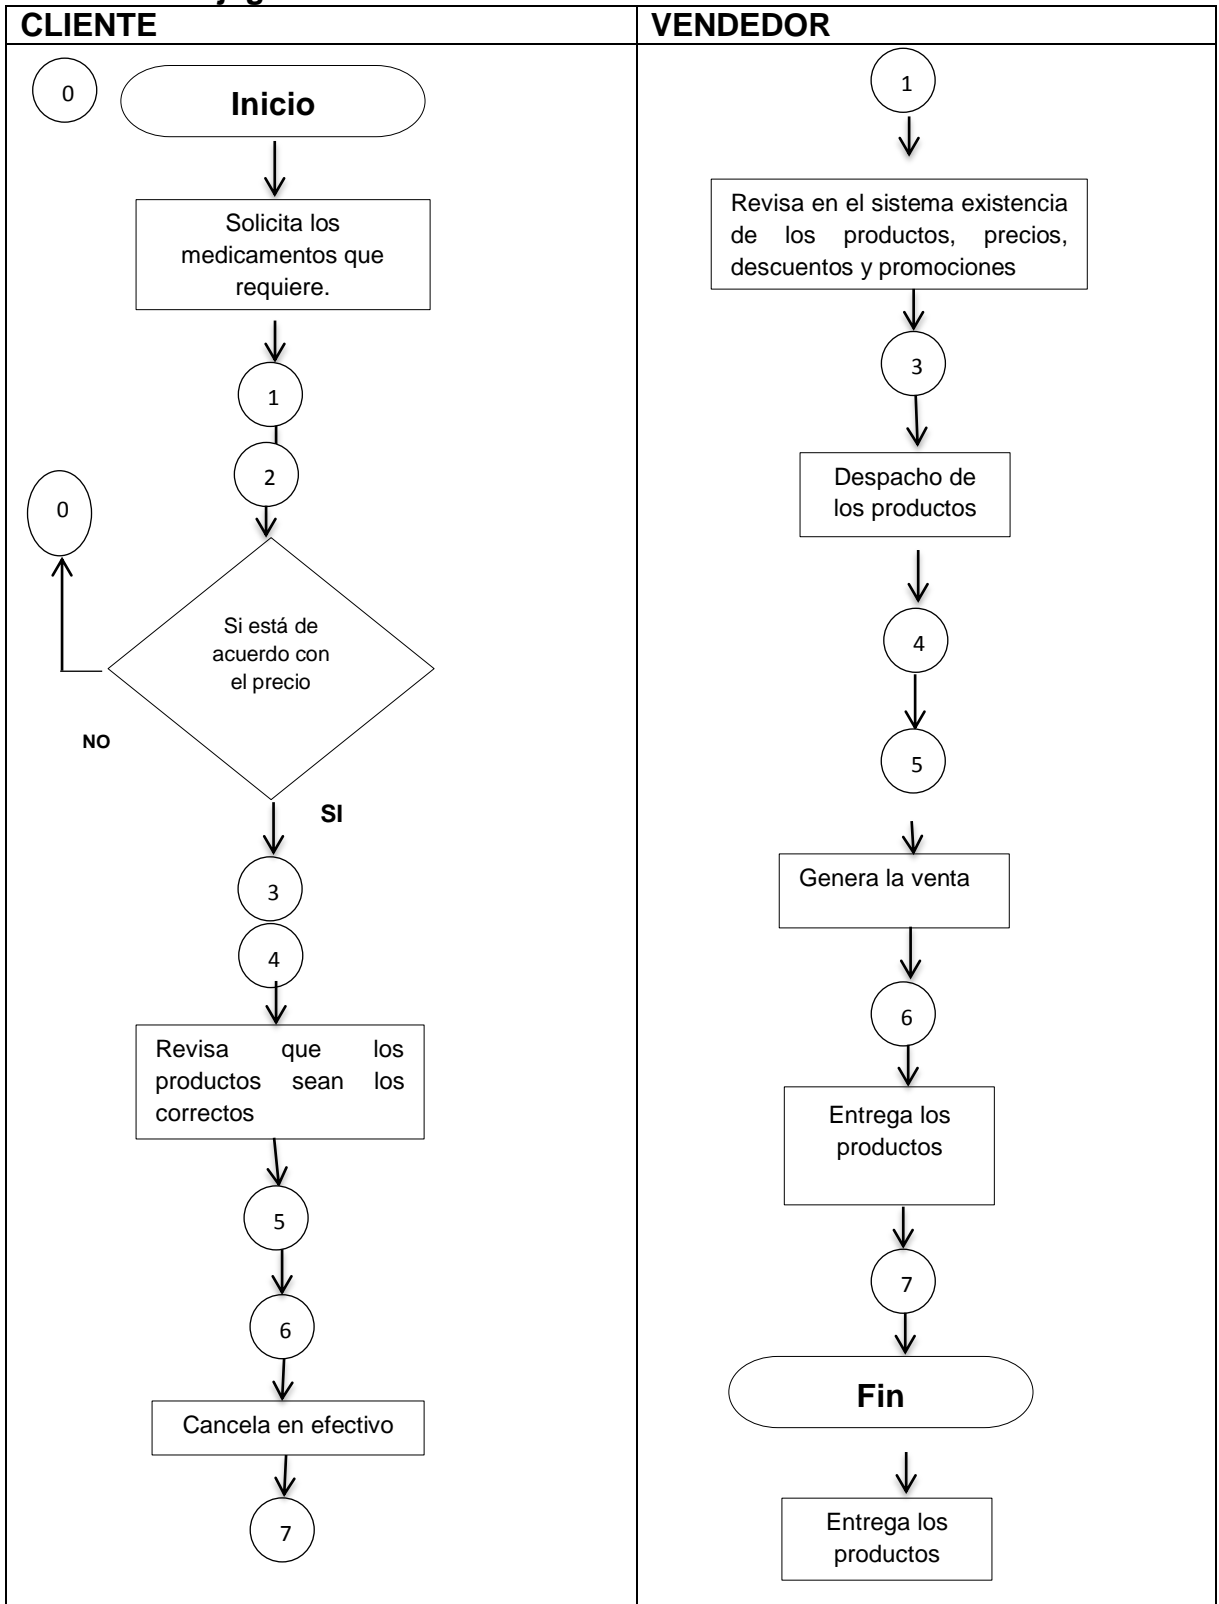 CLIENTE
0
Inicio
Solicita los
medicamentos que
requiere.
1
2
0
Si está de
acuerdo con
el precio
NO
SI
3
4
Revisa que los
productos sean los
correctos
5
6
Cancela en efectivo
7
VENDEDOR
1
Revisa en el sistema existencia
de los productos, precios,
descuentos y promociones
3
Despacho de
los productos
4
5
Genera la venta
6
Entrega los
productos
7
Fin
Entrega los
productos